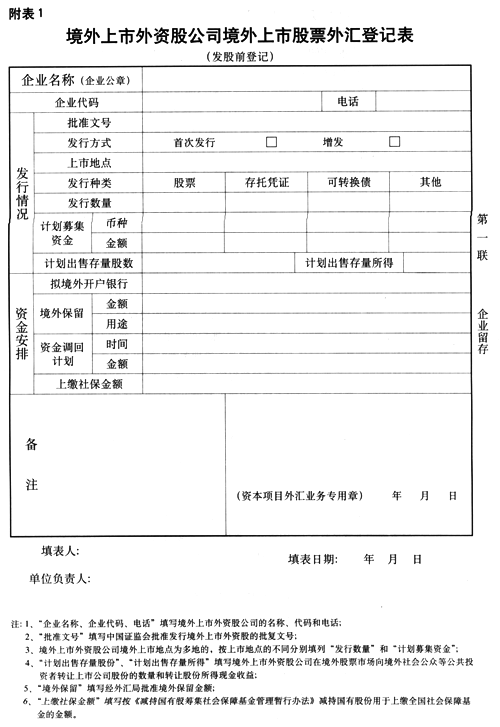 附表1
境外上市外资股公司境外上市股票外汇登记表
(发股前登记)
企业名称(企业公章)
企业代码 电话
发行情况
批准文号
发行方式 首次发行 □ 增发 □
上市地点
发行种类 股票 存托凭证 可转换债 其他
发行数量
计划募集资金 币种
金额
计划出售存量股数 计划出售存量所得
资金安排
拟境外开户银行
境外保留 金额
用途
资金调回计划 时间
金额
上缴社保金额
备注
(资本项目外汇业务专用章) 年 月 日
第一联 企业留存
填表人:
填表日期: 年 月 日
单位负责人:
注: 1、“企业名称、企业代码、电话”填写境外上市外资股公司的名称、代码和电话;
2、“批准文号”填写中国证监会批准发行境外上市外资股的批复文号;
3、境外上市外资股公司境外上市地点为多地的，按上市地点的不同分别填列“发行数量”和“计划募集资金”;
4、“计划出售存量股份”、“计划出售存量所得”填写境外上市外资股公司在境外股票市场向境外社会公众等公共投
资者转让上市公司股份的数量和转让股份所得现金收益;
5、“境外保留”填写经外汇局批准境外保留金额;
6、“上缴社保金额”填写按《减持国有股筹集社会保障基金管理暂行办法》减持国有股份用于上缴全国社会保障基
金的金额。